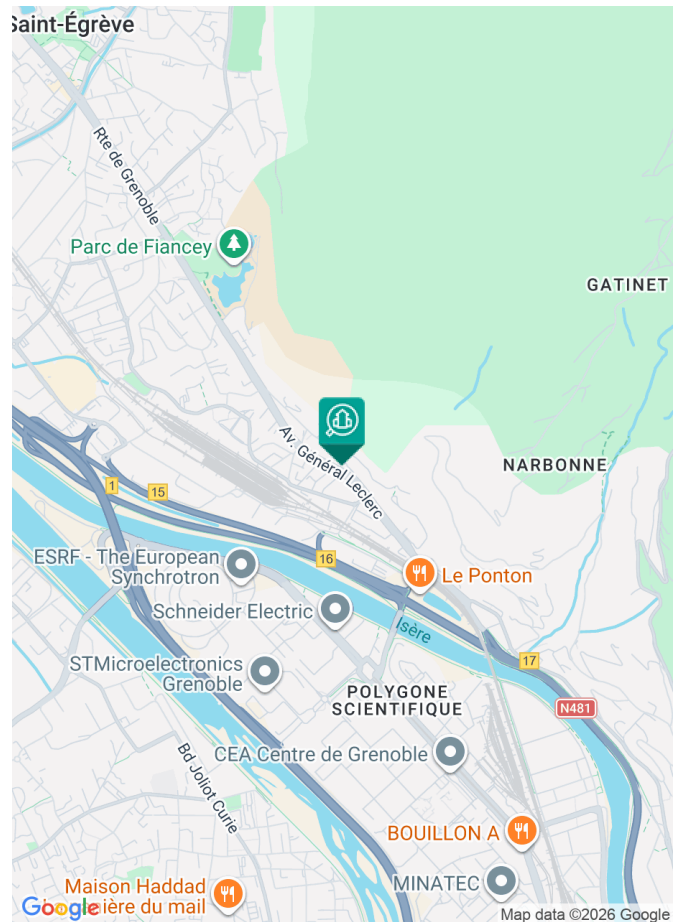 Saint-Égrève
Rte de Grenoble
Parc de Fiancey
GATINET
Av. Général Leclerc
NARBONNE
1
15
16
ESRF - The European
Synchrotron
Le Ponton
Schneider Electric
Isère
17
STMicroelectronics
Grenoble
POLYGONE
SCIENTIFIQUE
N481
CEA Centre de Grenoble
Bd Joliot Curie
BOUILLON A
MINATEC
Maison Haddad
ière du mail
Google
Map data ©2026 Google